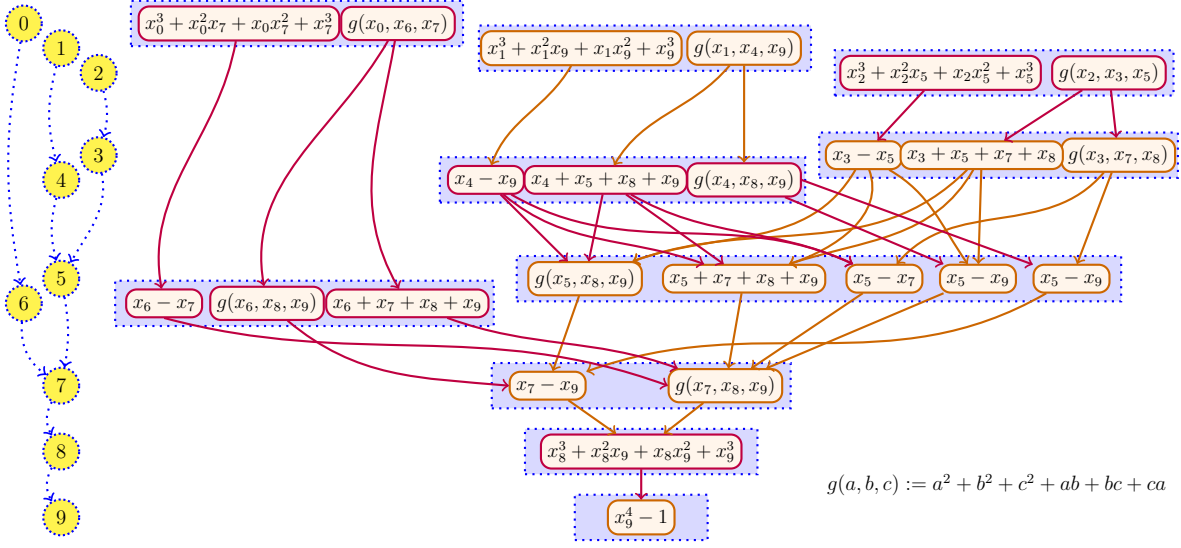 0
1
2
3
4
5
6
7
8
9
x_0^3 + x_0^2x_7 + x_0x_7^2 + x_7^3   g(x_0, x_6, x_7)
x_1^3 + x_1^2x_9 + x_1x_9^2 + x_9^3   g(x_1, x_4, x_9)
x_2^3 + x_2^2x_5 + x_2x_5^2 + x_5^3   g(x_2, x_3, x_5)
x_3 − x_5   x_3 + x_5 + x_7 + x_8   g(x_3, x_7, x_8)
x_4 − x_9   x_4 + x_5 + x_8 + x_9   g(x_4, x_8, x_9)
g(x_5, x_8, x_9)   x_5 + x_7 + x_8 + x_9   x_5 − x_7   x_5 − x_9   x_5 − x_9
x_6 − x_7   g(x_6, x_8, x_9)   x_6 + x_7 + x_8 + x_9
x_7 − x_9   g(x_7, x_8, x_9)
x_8^3 + x_8^2x_9 + x_8x_9^2 + x_9^3
g(a, b, c) := a^2 + b^2 + c^2 + ab + bc + ca
x_9^4 − 1